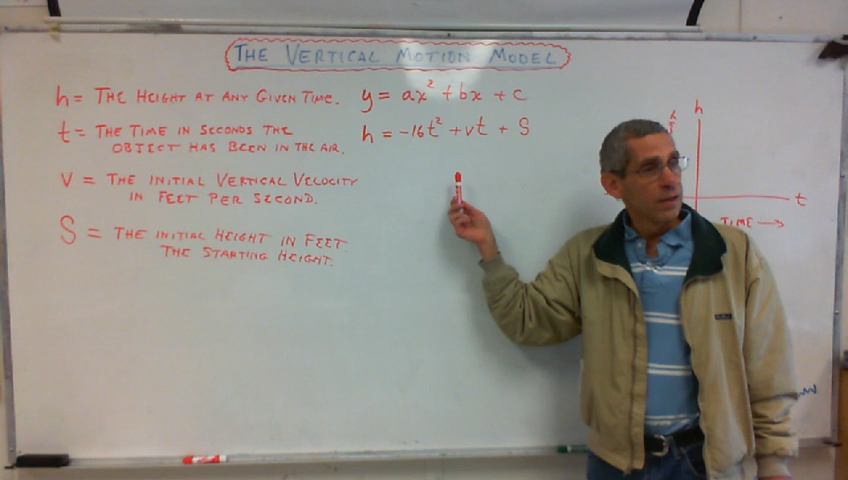 THE VERTICAL MOTION MODEL
h = THE HEIGHT AT ANY GIVEN TIME.
y = ax² + bx + c
t = THE TIME IN SECONDS THE
OBJECT HAS BEEN IN THE AIR.
h = -16t² + vt + S
V = THE INITIAL VERTICAL VELOCITY
IN FEET PER SECOND.
S = THE INITIAL HEIGHT IN FEET.
THE STARTING HEIGHT.
h
t
TIME →